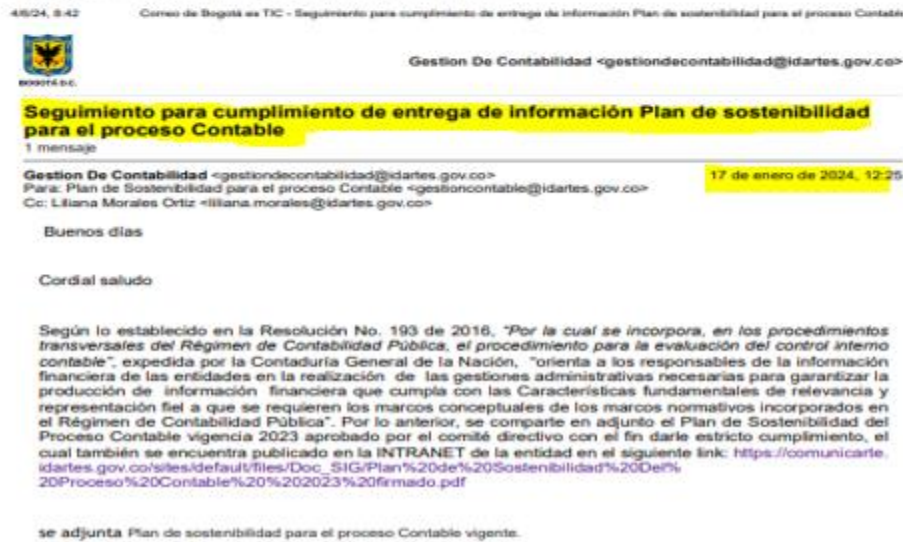 4/6/24, 8:42 Correo de Bogotá es TIC - Seguimiento para cumplimiento de entrega de información Plan de sostenibilidad para el proceso Contable
BOGOTÁ D.C.
Gestion De Contabilidad <gestiondecontabilidad@idartes.gov.co>
Seguimiento para cumplimiento de entrega de información Plan de sostenibilidad
para el proceso Contable
1 mensaje
Gestion De Contabilidad <gestiondecontabilidad@idartes.gov.co> 17 de enero de 2024, 12:25
Para: Plan de Sostenibilidad para el proceso Contable <gestioncontable@idartes.gov.co>
Cc: Liliana Morales Ortiz <liliana.morales@idartes.gov.co>
Buenos días
Cordial saludo
Según lo establecido en la Resolución No. 193 de 2016, "Por la cual se incorpora, en los procedimientos
transversales del Régimen de Contabilidad Pública, el procedimiento para la evaluación del control interno
contable", expedida por la Contaduría General de la Nación, "orienta a los responsables de la información
financiera de las entidades en la realización de las gestiones administrativas necesarias para garantizar la
producción de información financiera que cumpla con las Características fundamentales de relevancia y
representación fiel a que se requieren los marcos conceptuales de los marcos normativos incorporados en
el Régimen de Contabilidad Pública". Por lo anterior, se comparte en adjunto el Plan de Sostenibilidad del
Proceso Contable vigencia 2023 aprobado por el comité directivo con el fin darle estricto cumplimiento, el
cual también se encuentra publicado en la INTRANET de la entidad en el siguiente link: https://comunicarte.
idartes.gov.co/sites/default/files/Doc_SIG/Plan%20de%20Sostenibilidad%20Del%
20Proceso%20Contable%20%202023%20firmado.pdf
se adjunta Plan de sostenibilidad para el proceso Contable vigente.